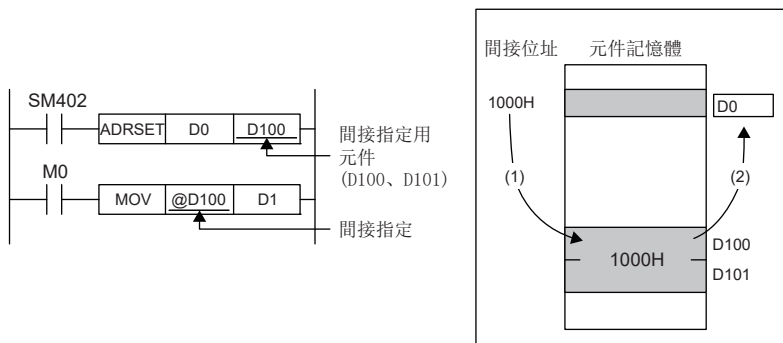 SM402
ADRSET D0 D100
間接指定用
元件
(D100、D101)
M0
MOV @D100 D1
間接指定
間接位址 元件記憶體
1000H
D0
(1)
(2)
1000H
D100
D101